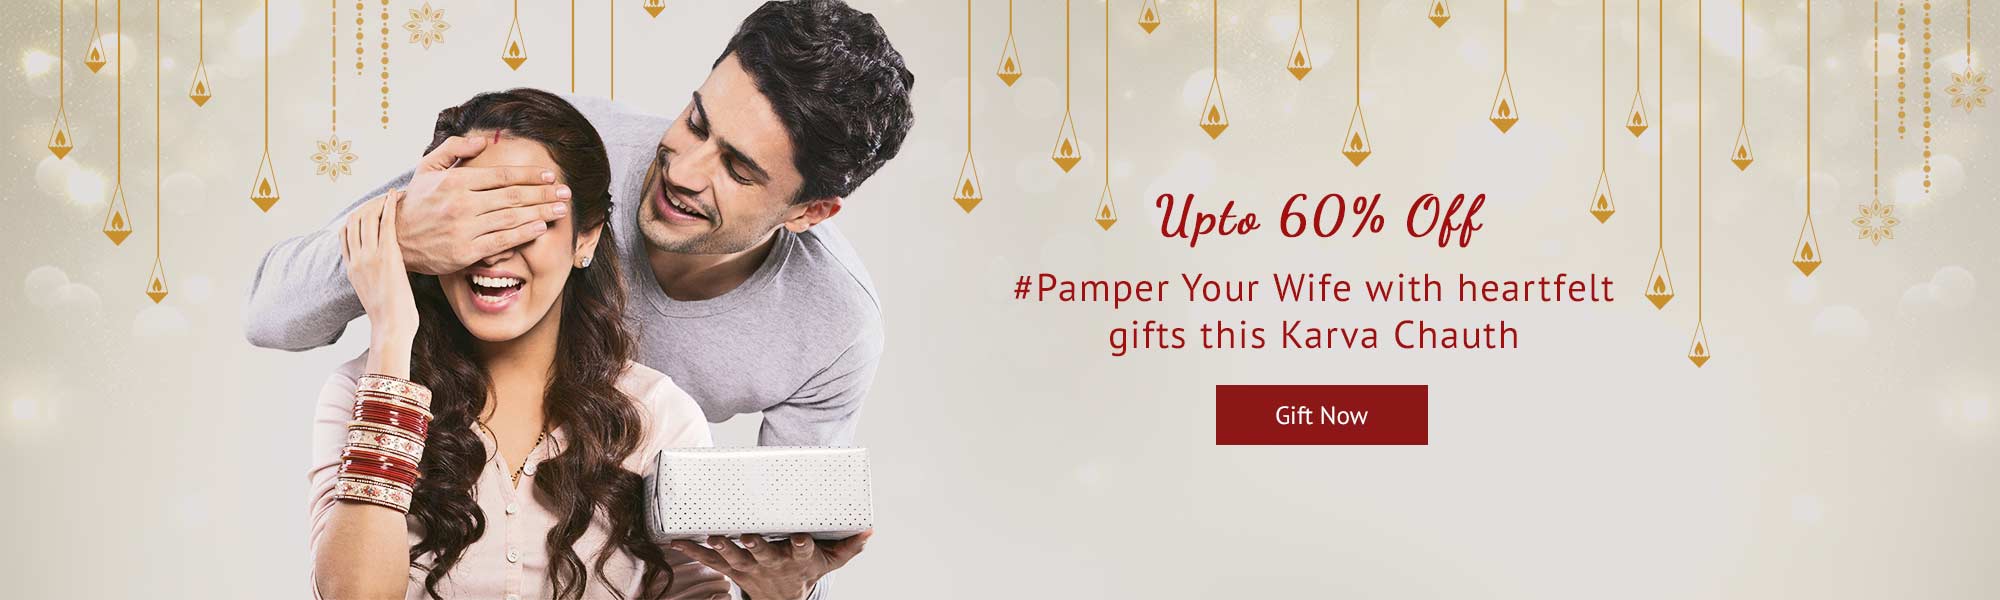 Upto 60% Off
#Pamper Your Wife with heartfelt
gifts this Karva Chauth
Gift Now